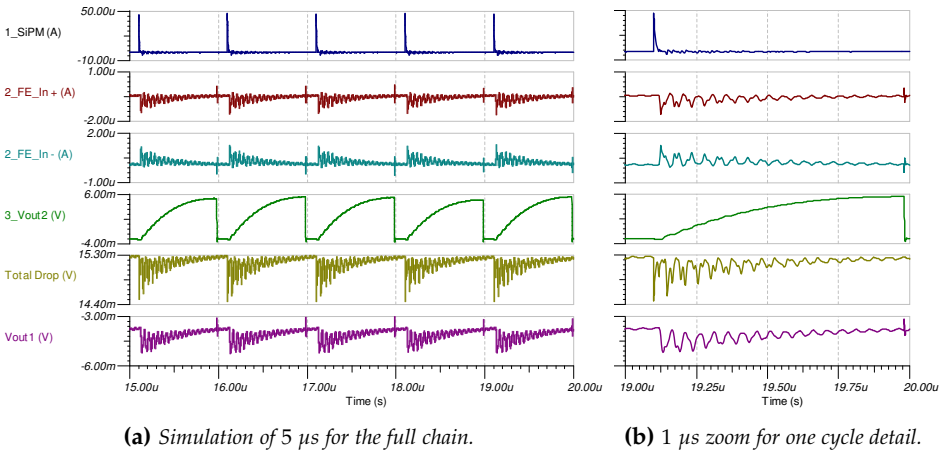 50.00u
1_SiPM (A)
-10.00u
1.00u
2_FE_In + (A)
-2.00u
2.00u
2_FE_In - (A)
-1.00u
6.00m
3_Vout2 (V)
-4.00m
15.30m
Total Drop (V)
14.40m
-3.00m
Vout1 (V)
-6.00m
15.00u 16.00u 17.00u 18.00u 19.00u 20.00u
Time (s)
19.00u 19.25u 19.50u 19.75u 20.00u
Time (s)
(a) Simulation of 5 µs for the full chain.
(b) 1 µs zoom for one cycle detail.